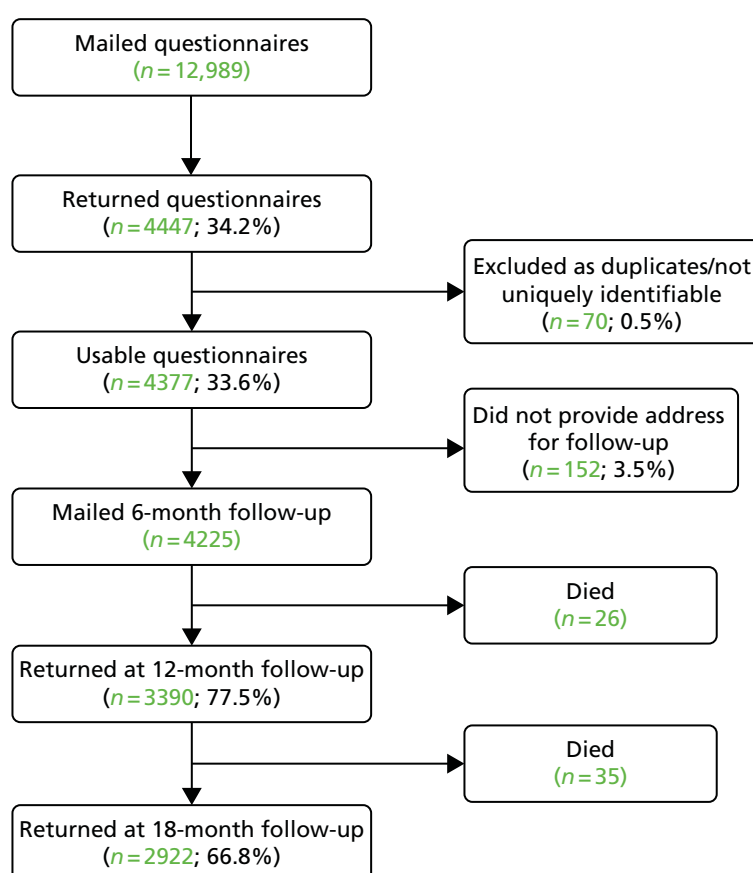 Mailed questionnaires
(n=12,989)
Returned questionnaires
(n=4447; 34.2%)
Excluded as duplicates/not
uniquely identifiable
(n=70; 0.5%)
Usable questionnaires
(n=4377; 33.6%)
Did not provide address
for follow-up
(n=152; 3.5%)
Mailed 6-month follow-up
(n=4225)
Died
(n=26)
Returned at 12-month follow-up
(n=3390; 77.5%)
Died
(n=35)
Returned at 18-month follow-up
(n=2922; 66.8%)